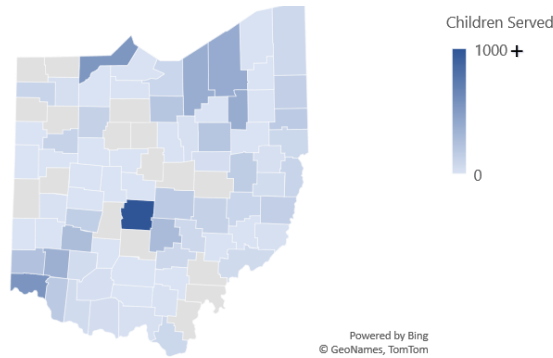 Children Served
1000 +
0
Powered by Bing
© GeoNames, TomTom